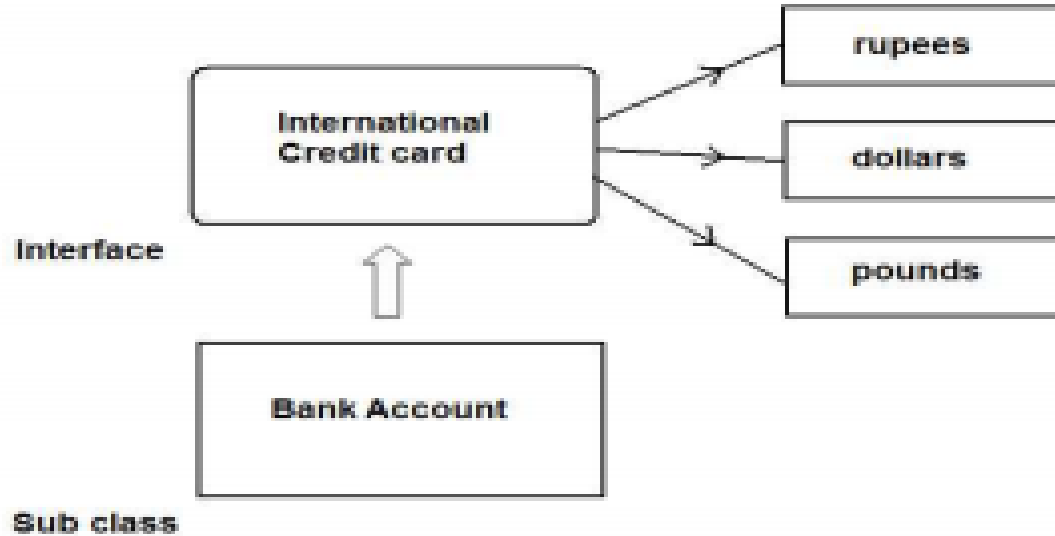 rupees
International
Credit card
dollars
Interface
pounds
Bank Account
Sub class